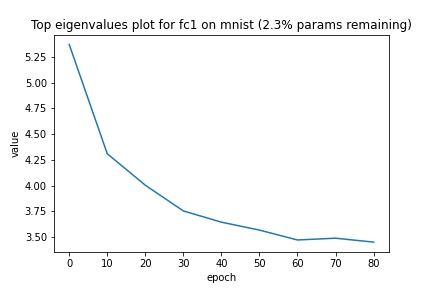 Top eigenvalues plot for fc1 on mnist (2.3% params remaining)
5.25
5.00
4.75
4.50
4.25
4.00
3.75
3.50
value
0 10 20 30 40 50 60 70 80
epoch